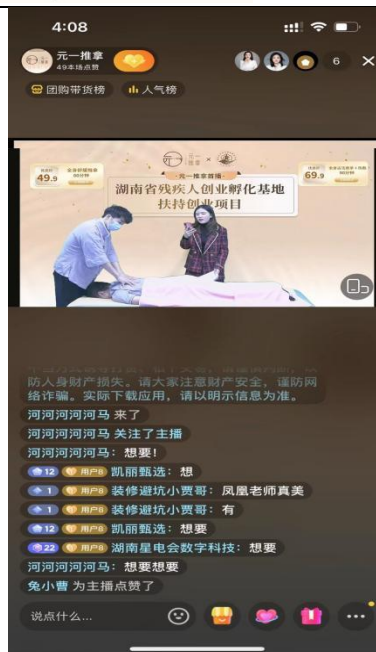 4:08
元一推拿
49本场点赞
6
×
团购带货榜
人气榜
元一推拿首播
49.9
69.9
湖南省残疾人创业孵化基地
扶持创业项目
防人身财产损失。请大家注意财产安全，谨防网
络诈骗。实际下载应用，请以明示信息为准。
河河河河河马 来了
河河河河河马 关注了主播
河河河河河马：想要！
12 用户8 凯丽甄选：想
1 用户8 装修避坑小贾哥：凤凰老师真美
1 用户8 装修避坑小贾哥：有
12 用户8 凯丽甄选：想要
22 用户8 湖南星电会数字科技：想要
河河河河河马：想要想要
兔小曹 为主播点赞了
说点什么...